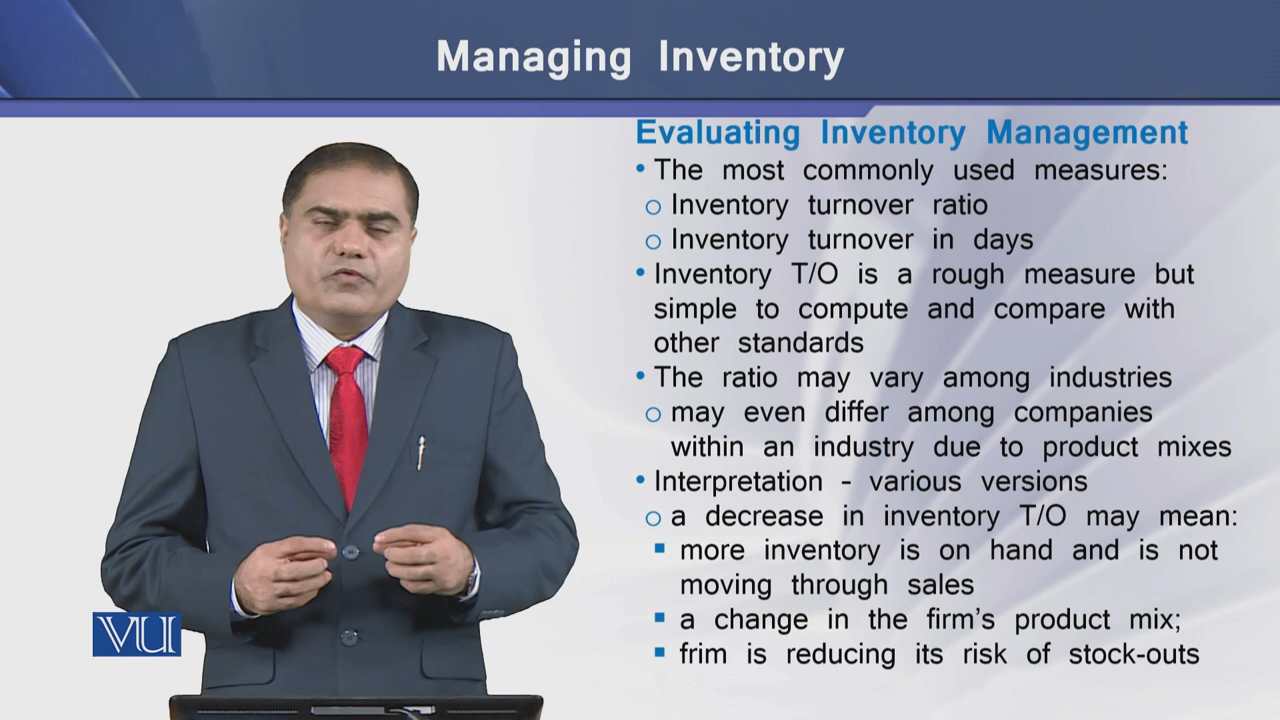 Managing Inventory
Evaluating Inventory Management
• The most commonly used measures:
o Inventory turnover ratio
o Inventory turnover in days
• Inventory T/O is a rough measure but
simple to compute and compare with
other standards
• The ratio may vary among industries
o may even differ among companies
within an industry due to product mixes
• Interpretation - various versions
o a decrease in inventory T/O may mean:
▪ more inventory is on hand and is not
moving through sales
▪ a change in the firm's product mix;
▪ frim is reducing its risk of stock-outs
VU